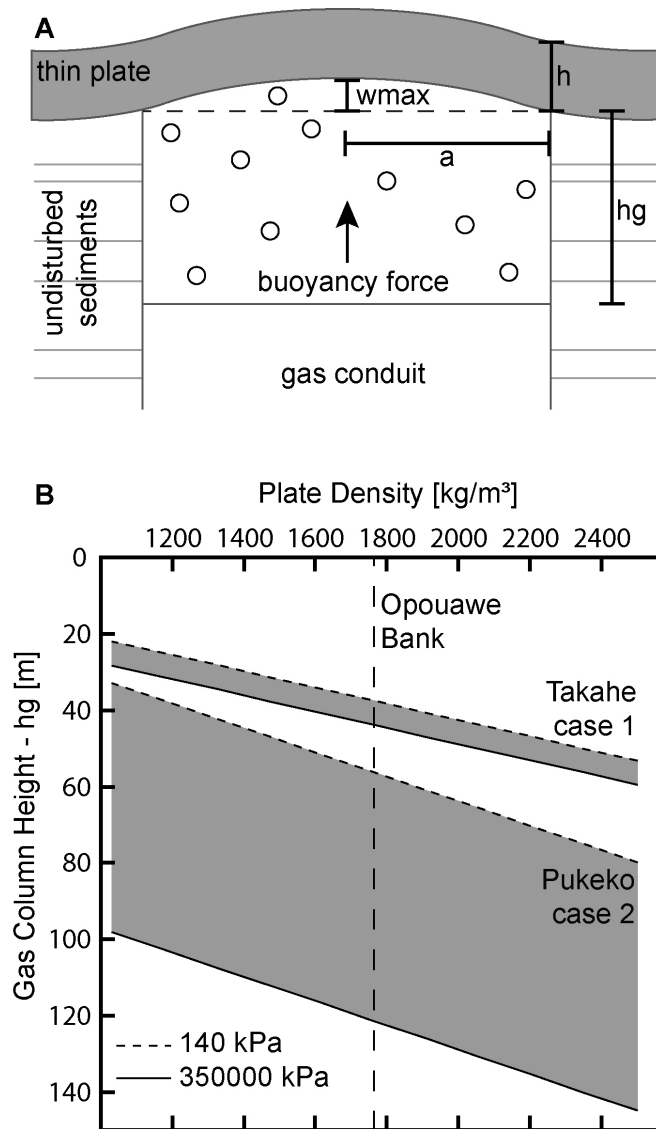 A
thin plate
wmax
h
a
hg
undisturbed
sediments
buoyancy force
gas conduit
B
Plate Density [kg/m³]
1200 1400 1600 1800 2000 2200 2400
0
20
40
60
80
100
120
140
Gas Column Height - hg [m]
Opouawe
Bank
Takahe
case 1
Pukeko
case 2
140 kPa
350000 kPa